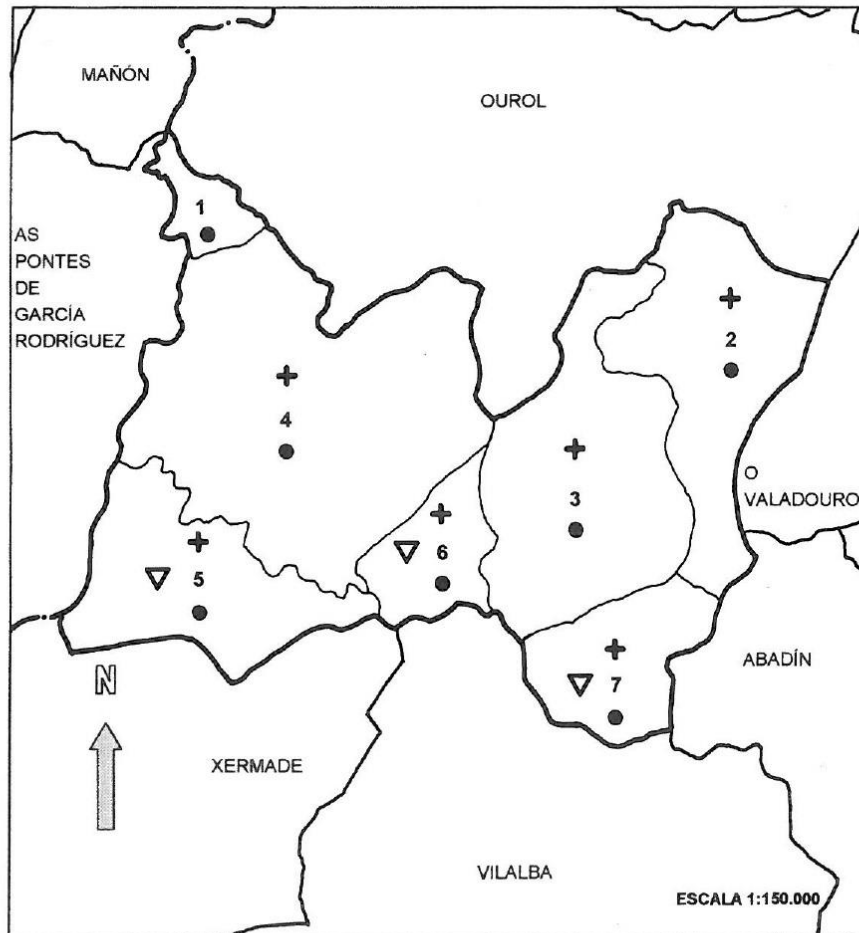 MAÑÓN
OUROL
1
AS
PONTES
DE
GARCÍA
RODRÍGUEZ
2
4
3
O
VALADOURO
6
5
7
ABADÍN
N
XERMADE
VILALBA
ESCALA 1:150.000